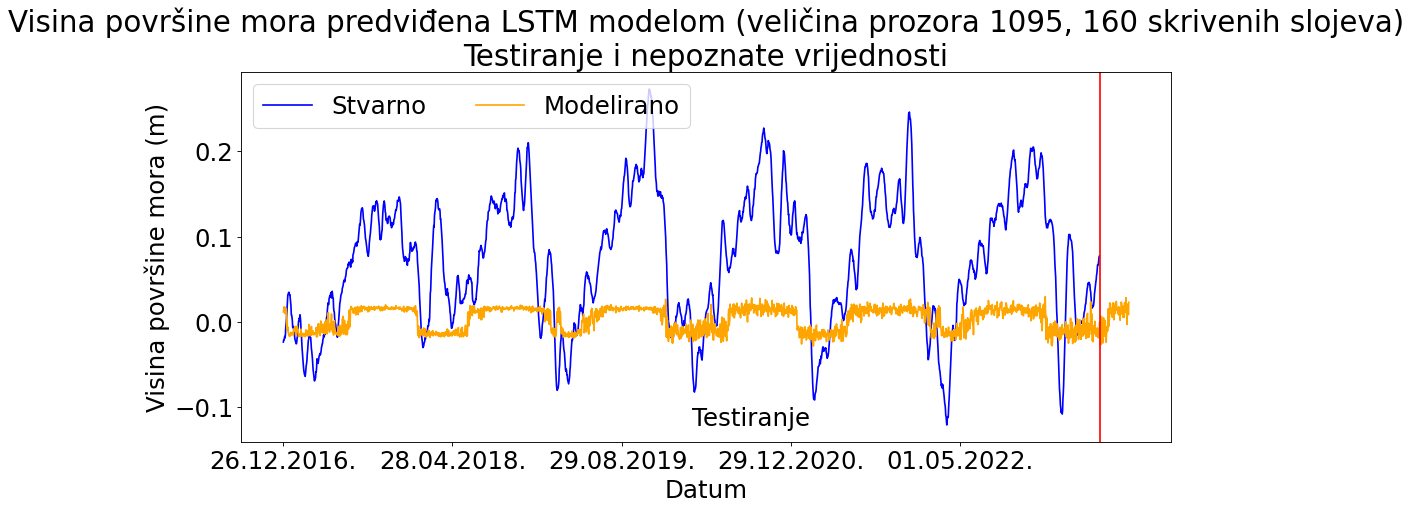 Visina površine mora predviđena LSTM modelom (veličina prozora 1095, 160 skrivenih slojeva)
Testiranje i nepoznate vrijednosti
Stvarno
Modelirano
Visina površine mora (m)
0.2
0.1
0.0
−0.1
Testiranje
26.12.2016.
28.04.2018.
29.08.2019.
29.12.2020.
01.05.2022.
Datum